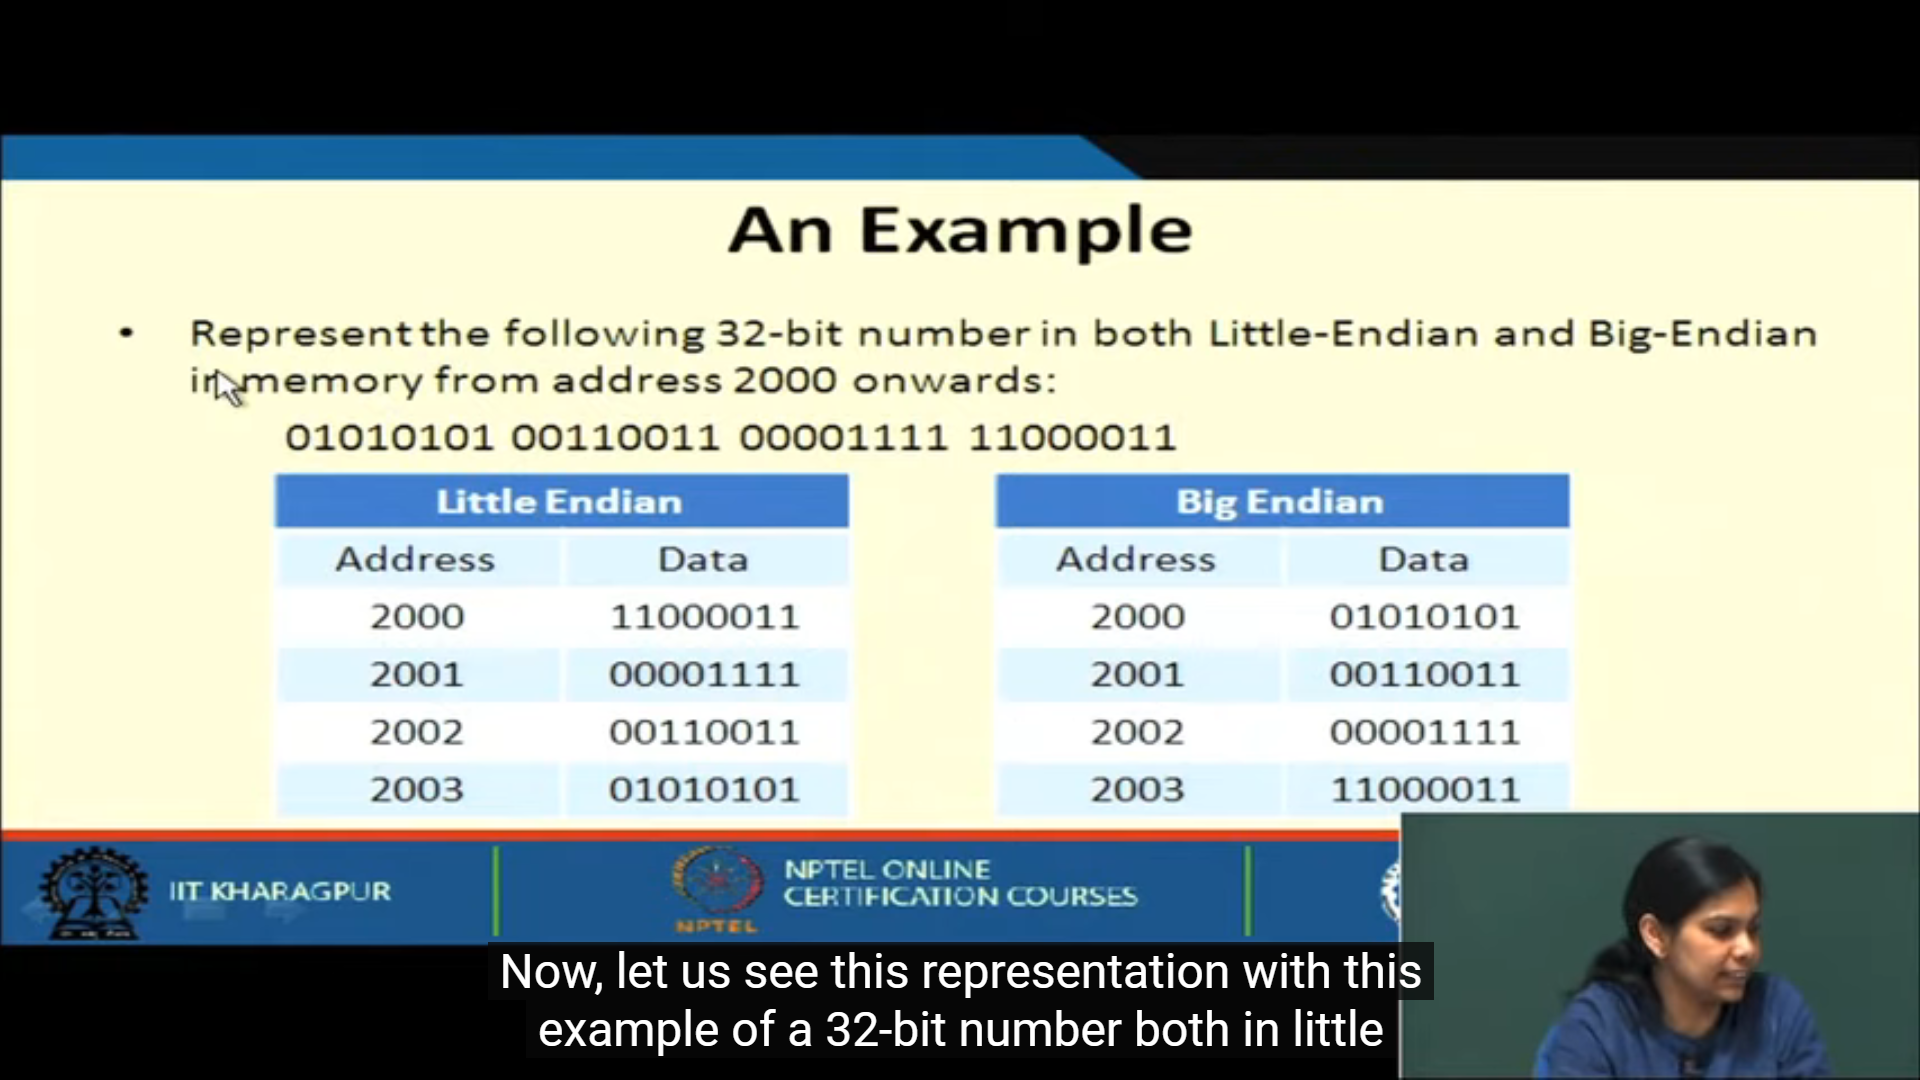 An Example
• Represent the following 32-bit number in both Little-Endian and Big-Endian
in memory from address 2000 onwards:
01010101 00110011 00001111 11000011
Little Endian
Address Data
2000 11000011
2001 00001111
2002 00110011
2003 01010101
Big Endian
Address Data
2000 01010101
2001 00110011
2002 00001111
2003 11000011
IIT KHARAGPUR
NPTEL
NPTEL ONLINE
CERTIFICATION COURSES
Now, let us see this representation with this
example of a 32-bit number both in little